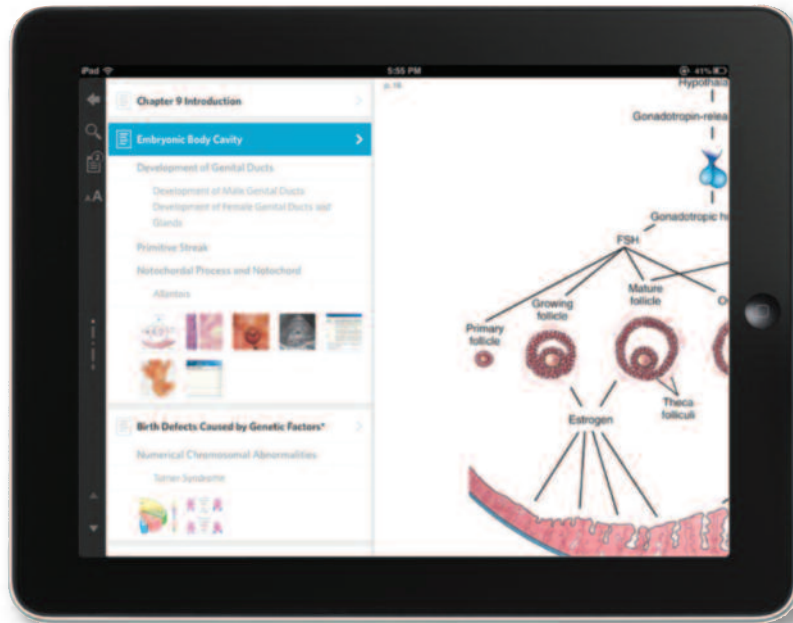 iPad
5:55 PM
41%
Chapter 9 Introduction
Embryonic Body Cavity
Development of Genital Ducts
Development of Male Genital Ducts
Development of Female Genital Ducts and
Glands
Primitive Streak
Notochordal Process and Notochord
Allantois
Birth Defects Caused by Genetic Factors*
Numerical Chromosomal Abnormalities
Turner Syndrome
AA
Hypothala
Gonadotropin-relea
Gonadotropic h
FSH
Primary
follicle
Growing
follicle
Mature
follicle
O
Theca
folliculi
Estrogen